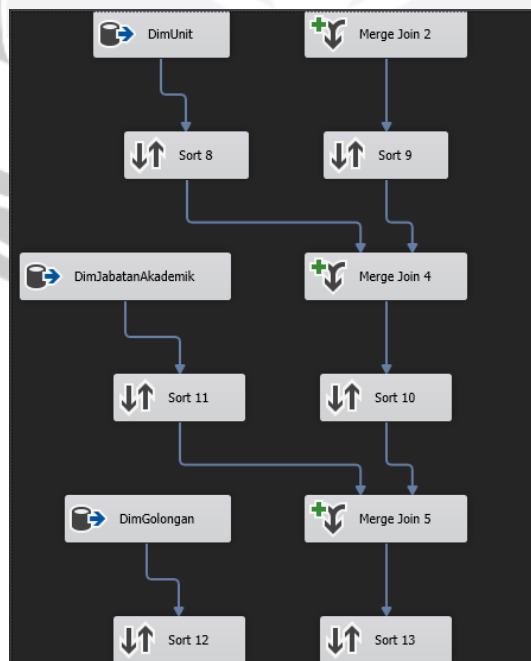 DimUnit
Merge Join 2
Sort 8
Sort 9
DimJabatanAkademik
Merge Join 4
Sort 11
Sort 10
DimGolongan
Merge Join 5
Sort 12
Sort 13